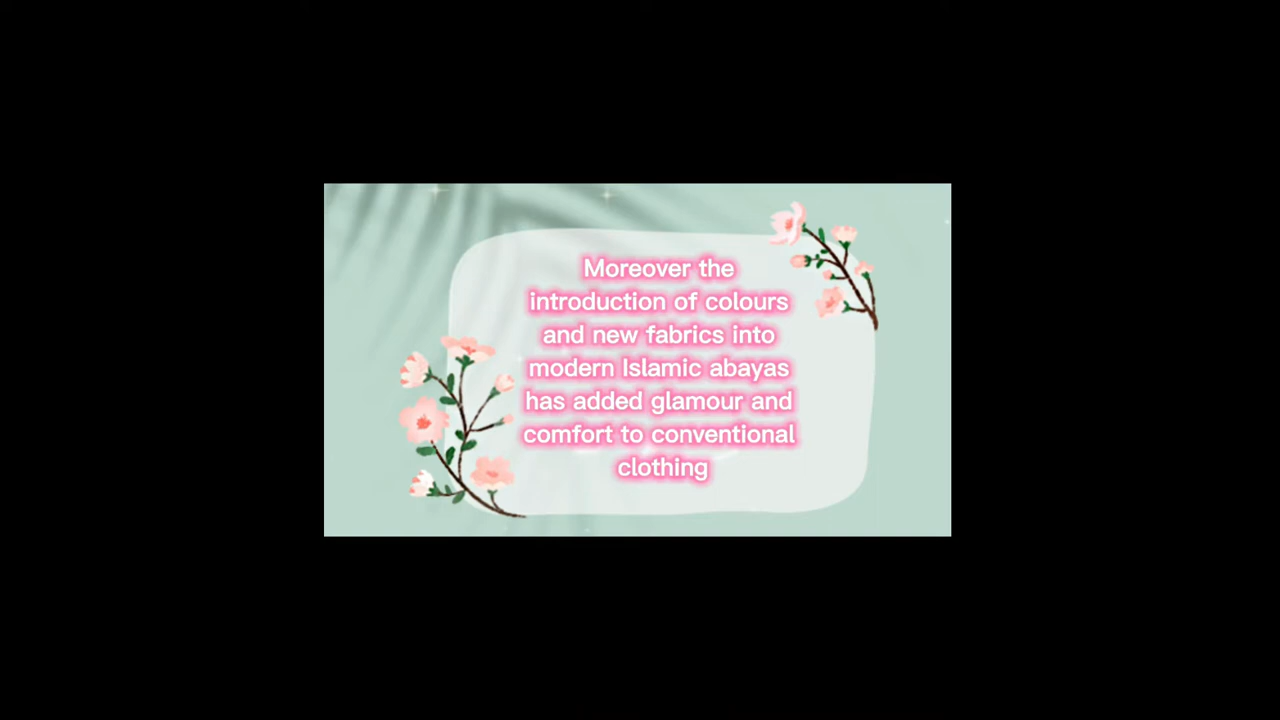 Moreover the
introduction of colours
and new fabrics into
modern Islamic abayas
has added glamour and
comfort to conventional
clothing